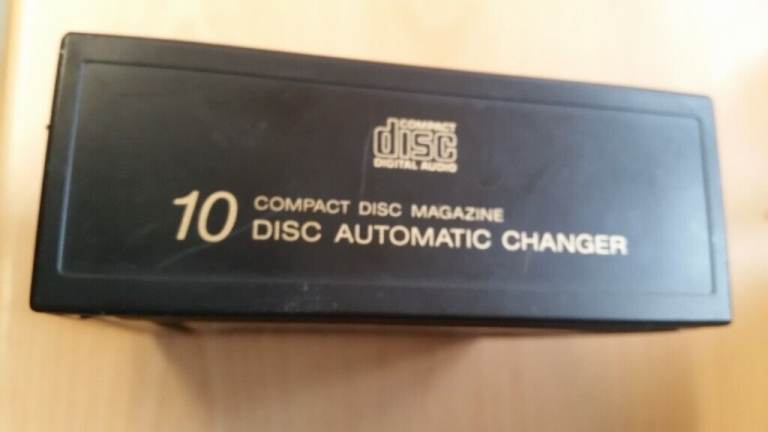 COMPACT
disc
DIGITAL AUDIO
10 COMPACT DISC MAGAZINE
DISC AUTOMATIC CHANGER